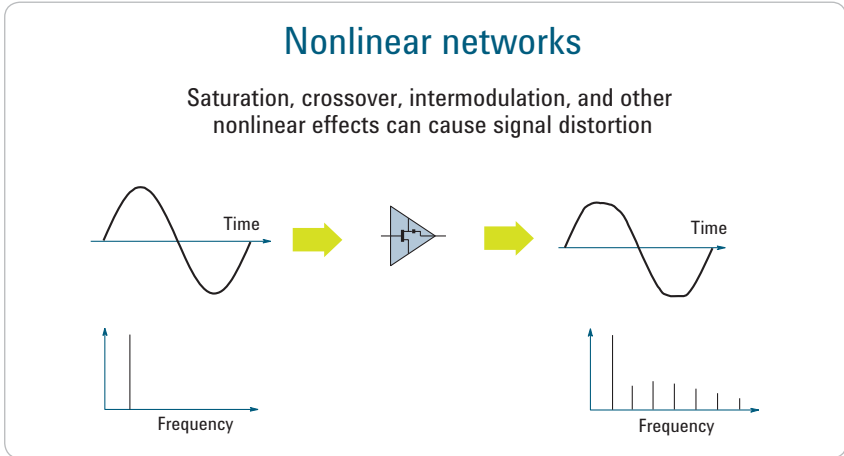 Nonlinear networks
Saturation, crossover, intermodulation, and other
nonlinear effects can cause signal distortion
Time
Time
Frequency
Frequency